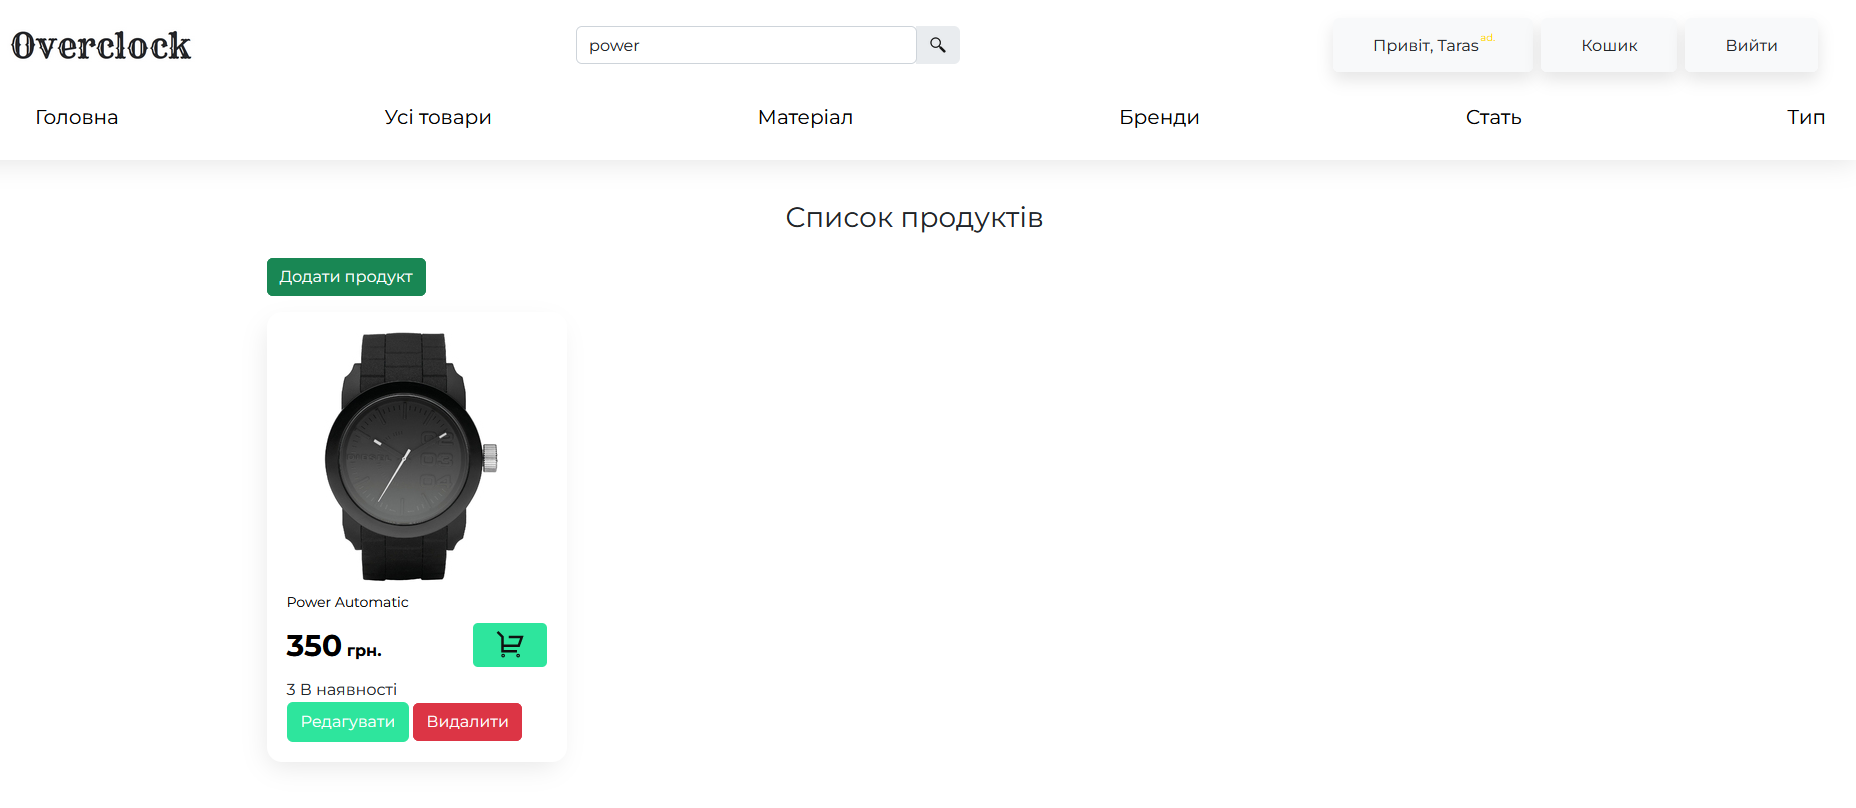 Overclock
power
Привіт, Taras ad.
Кошик
Вийти
Головна
Усі товари
Матеріал
Бренди
Стать
Тип
Список продуктів
Додати продукт
Power Automatic
350 грн.
3 В наявності
Редагувати
Видалити